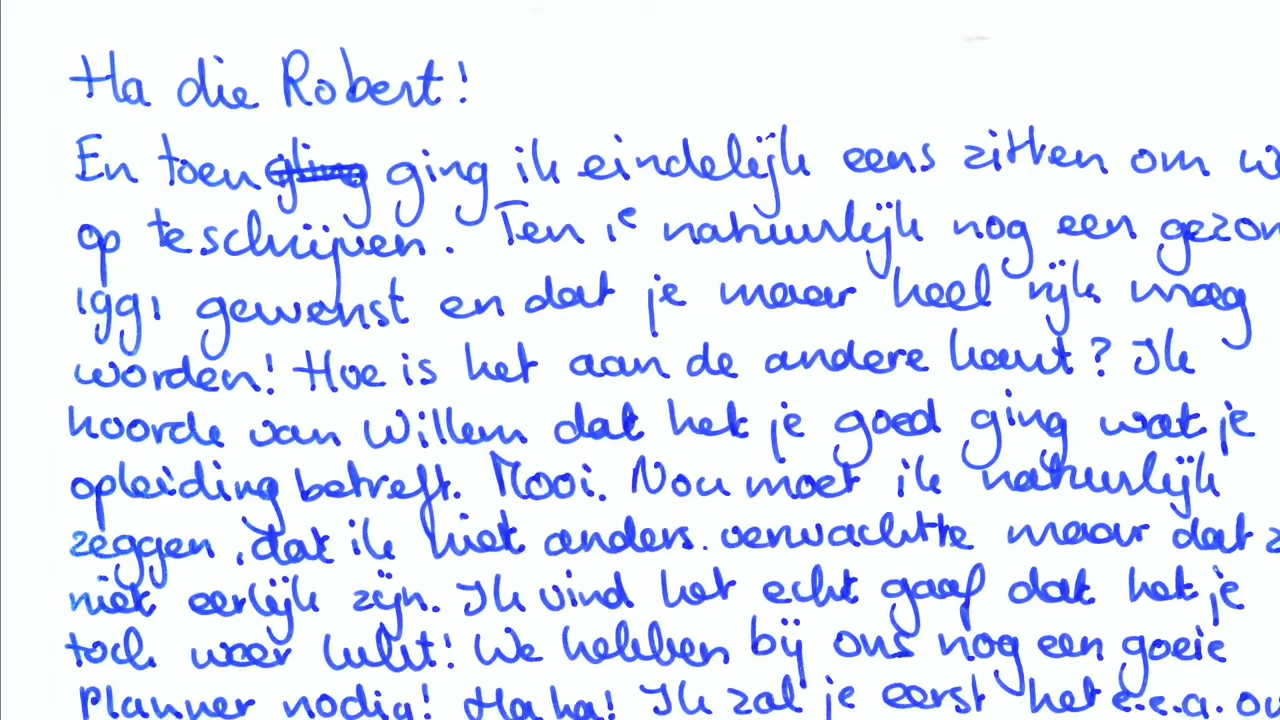 Ha die Robert!
En toen ging ik eindelijk eens zitten om w
op te schrijven. Ten 1e natuurlijk nog een gezon
1991 gewenst en dat je maar heel rijk mag
worden! Hoe is het aan de andere kant? Ik
hoorde van Willem dat het je goed ging wat je
opleiding betreft. Mooi. Nou moet ik natuurlijk
zeggen, dat ik niet anders verwachtte maar dat z
niet eerlijk zijn. Ik vind het echt gaaf dat het je
toch weer lukt! We hebben bij ons nog een goeie
planner nodig! Ha ha! Ik zal je eerst het e.e.a. ov